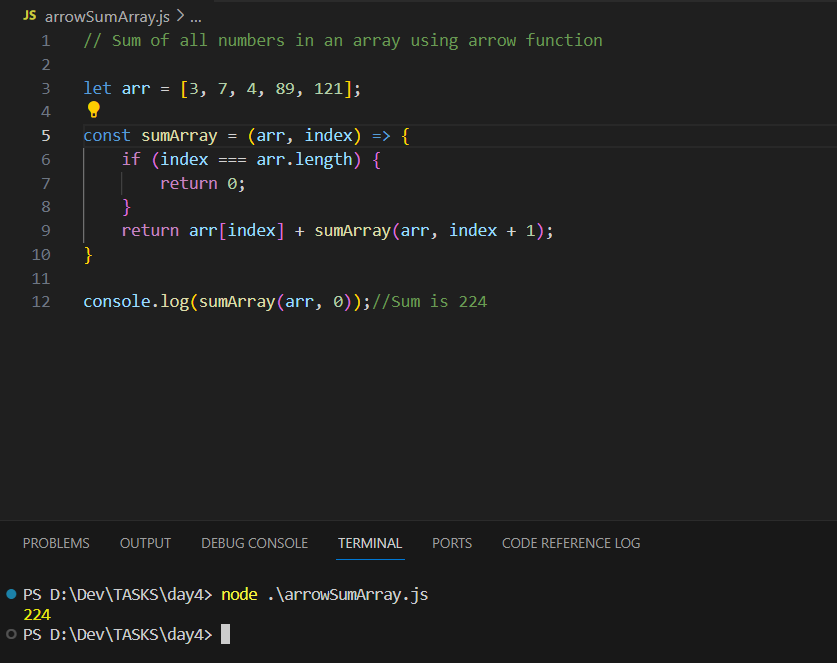 JS arrowSumArray.js > ...
1 // Sum of all numbers in an array using arrow function
2
3 let arr = [3, 7, 4, 89, 121];
4
5 const sumArray = (arr, index) => {
6     if (index === arr.length) {
7         return 0;
8     }
9     return arr[index] + sumArray(arr, index + 1);
10 }
11
12 console.log(sumArray(arr, 0));//Sum is 224
PROBLEMS OUTPUT DEBUG CONSOLE TERMINAL PORTS CODE REFERENCE LOG
PS D:\Dev\TASKS\day4> node .\arrowSumArray.js
224
PS D:\Dev\TASKS\day4>